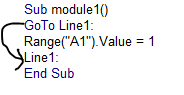 Sub module1()
GoTo Line1:
Range("A1").Value = 1
Line1:
End Sub